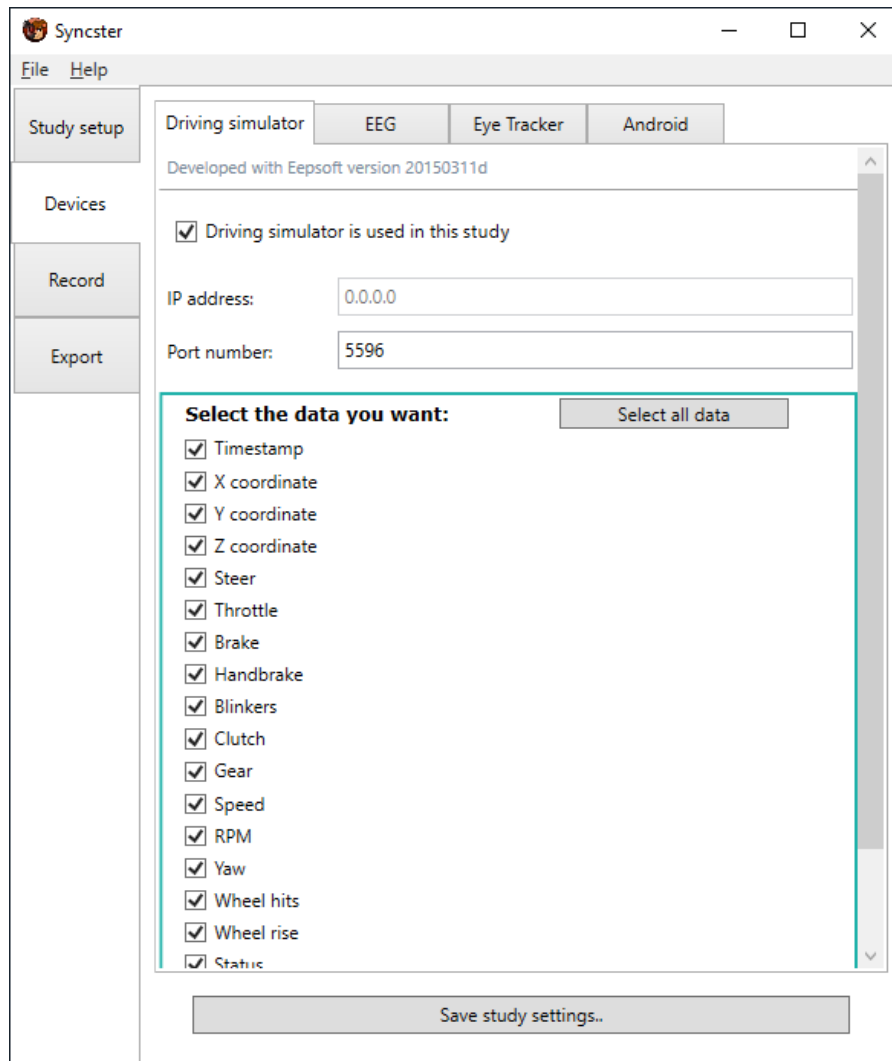 Syncster
File Help
Study setup
Devices
Record
Export
Driving simulator EEG Eye Tracker Android
Developed with Eepsoft version 20150311d
Driving simulator is used in this study
IP address: 0.0.0.0
Port number: 5596
Select the data you want: Select all data
Timestamp
X coordinate
Y coordinate
Z coordinate
Steer
Throttle
Brake
Handbrake
Blinkers
Clutch
Gear
Speed
RPM
Yaw
Wheel hits
Wheel rise
Status
Save study settings..